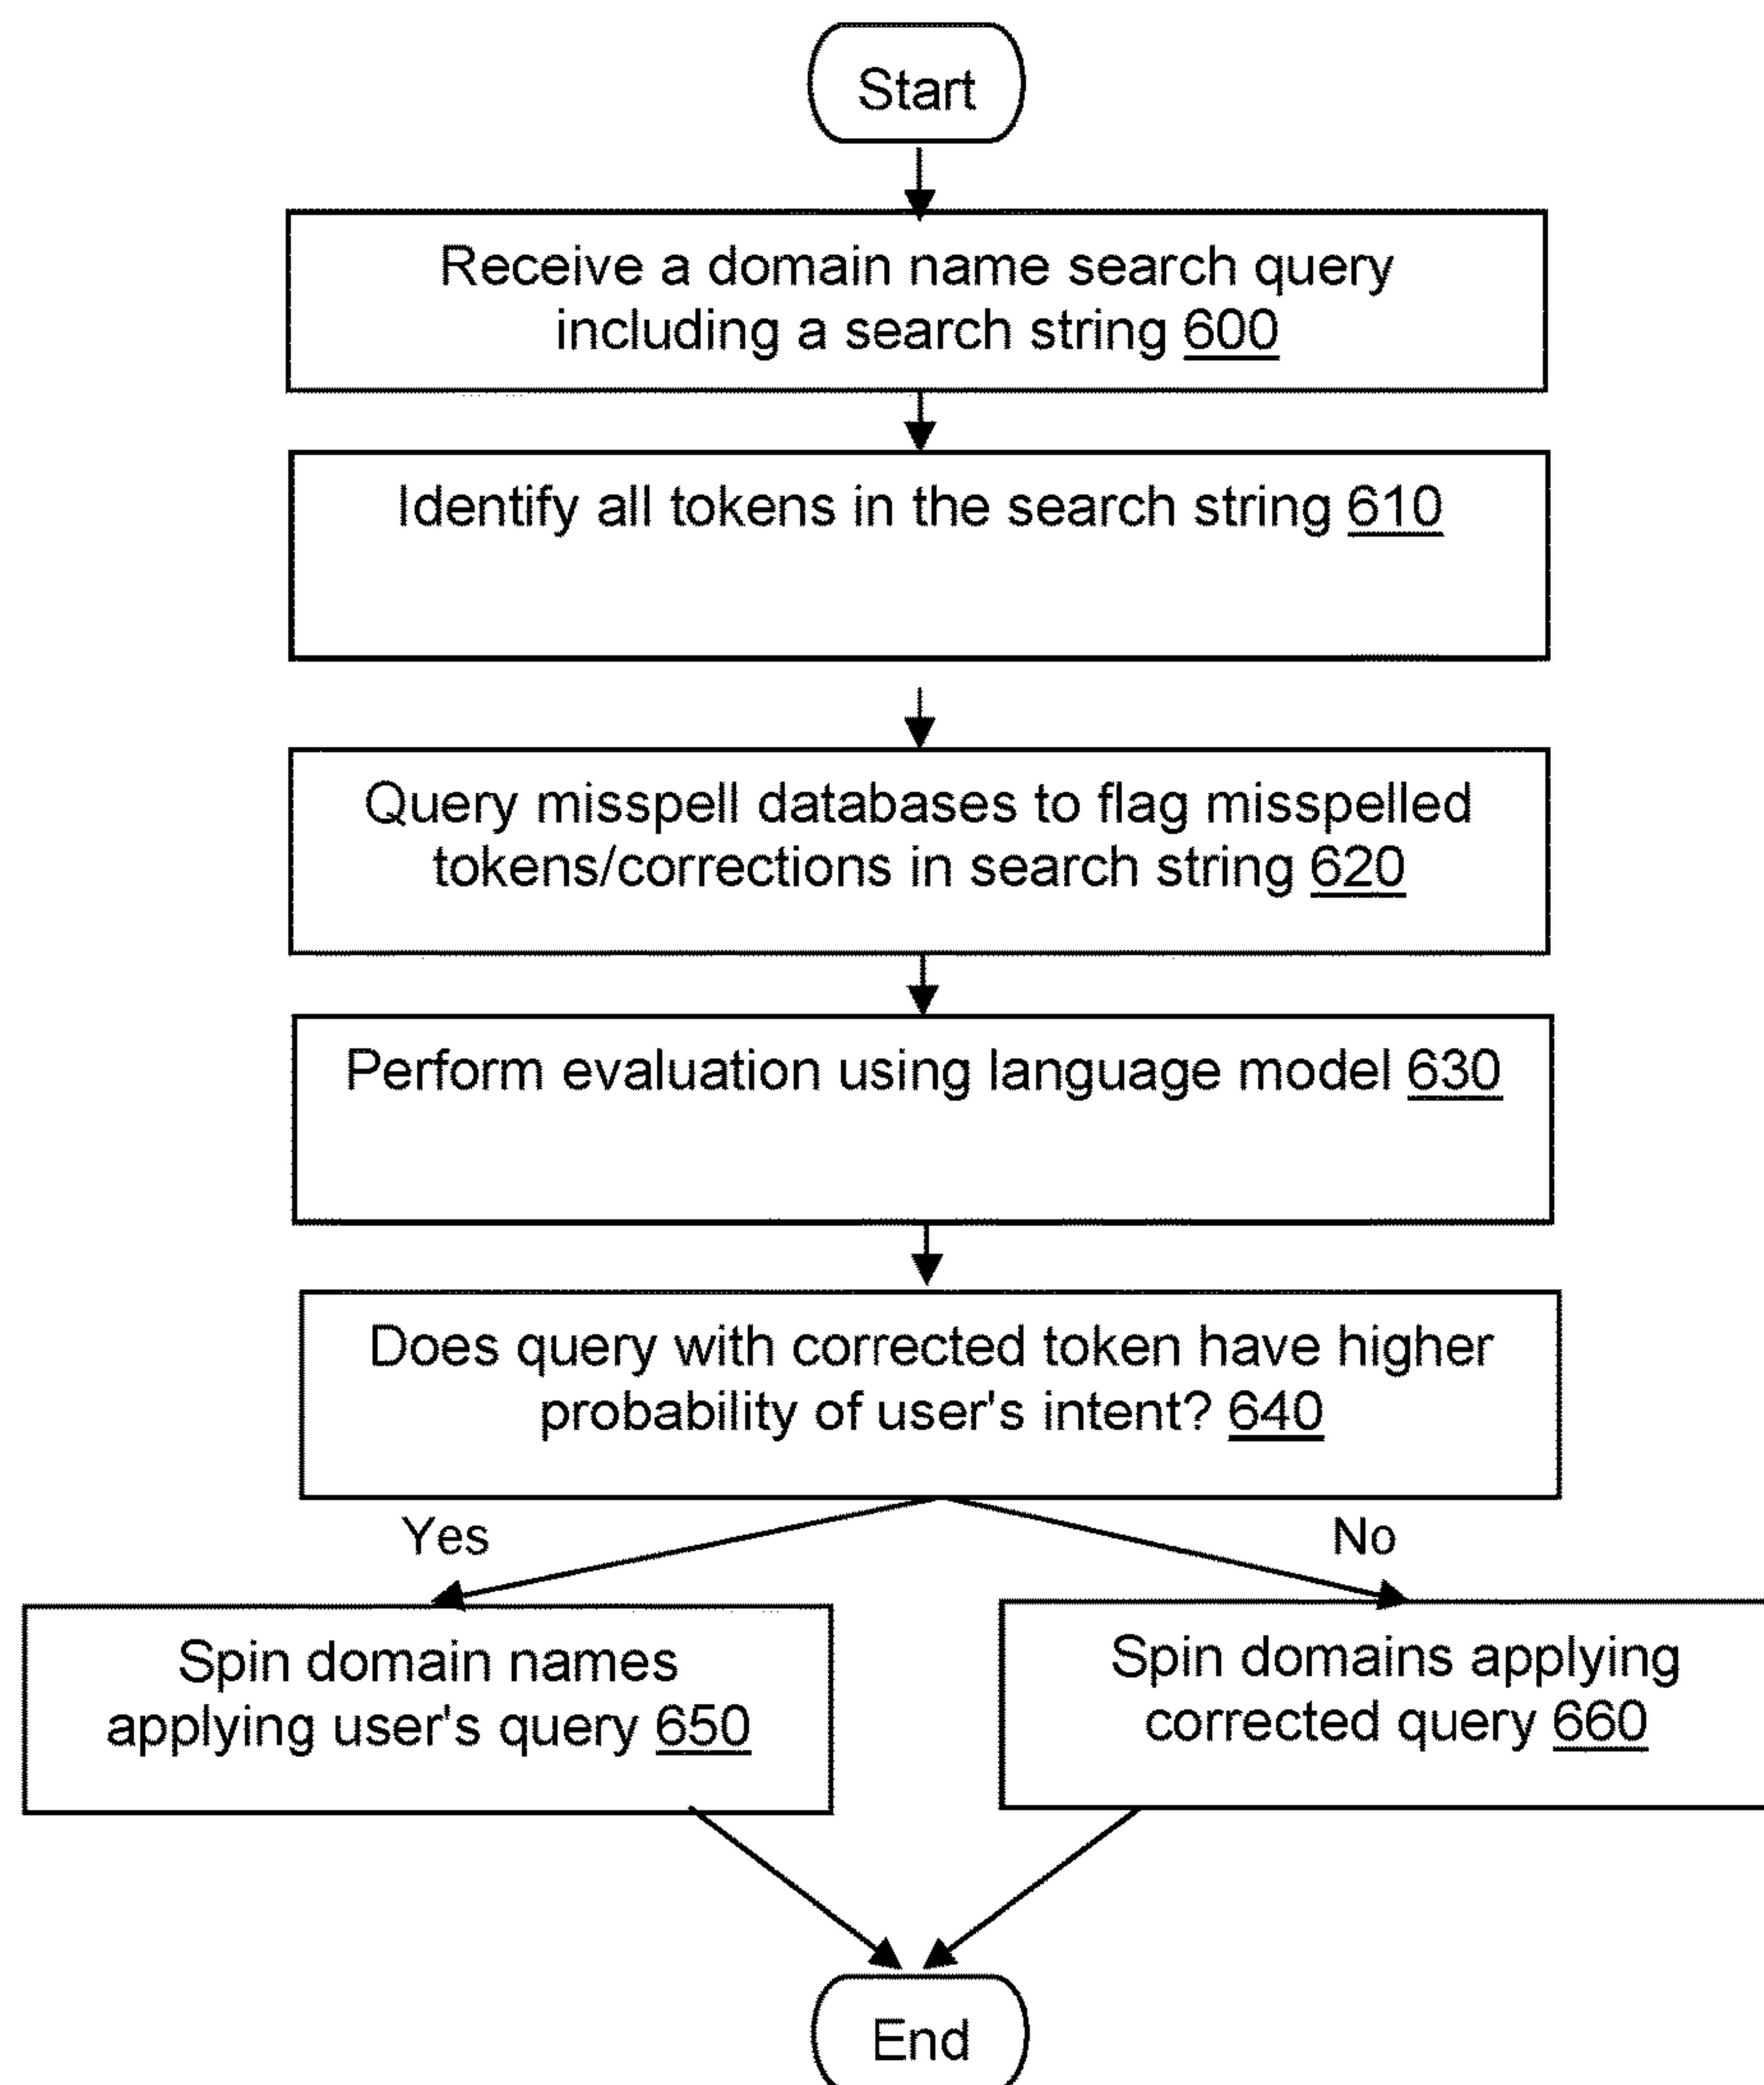 Start
Receive a domain name search query
including a search string 600
Identify all tokens in the search string 610
Query misspell databases to flag misspelled
tokens/corrections in search string 620
Perform evaluation using language model 630
Does query with corrected token have higher
probability of user's intent? 640
Yes
No
Spin domain names
applying user's query 650
Spin domains applying
corrected query 660
End